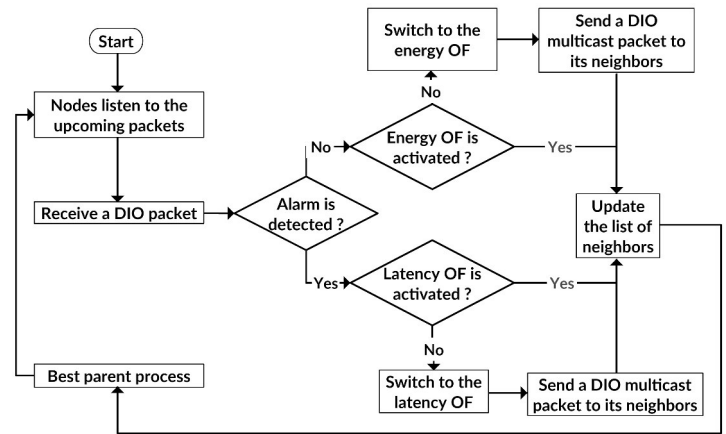 Start
Nodes listen to the
upcoming packets
Receive a DIO packet
Alarm is
detected ?
No
Energy OF is
activated ?
No
Switch to the
energy OF
Send a DIO
multicast packet to
its neighbors
Yes
Update
the list of
neighbors
Yes
Latency OF is
activated ?
Yes
No
Switch to the
latency OF
Send a DIO multicast
packet to its neighbors
Best parent process